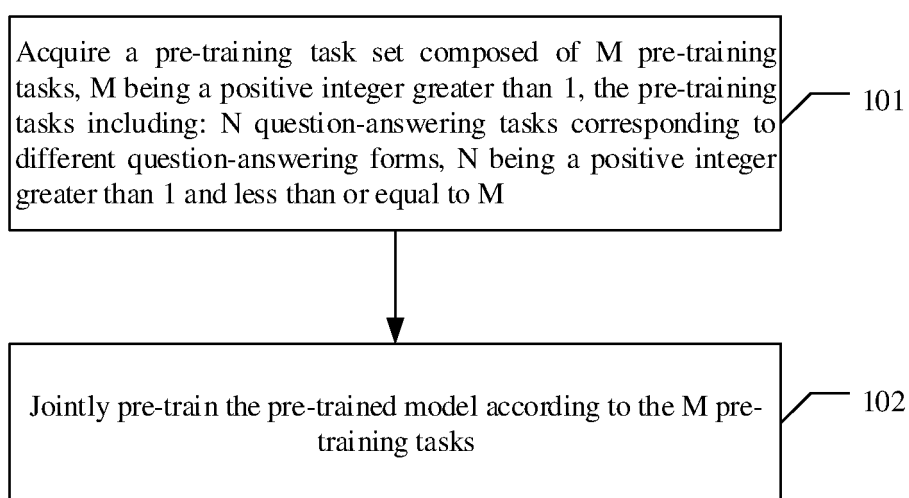 Acquire a pre-training task set composed of M pre-training
tasks, M being a positive integer greater than 1, the pre-training
tasks including: N question-answering tasks corresponding to
different question-answering forms, N being a positive integer
greater than 1 and less than or equal to M
101
Jointly pre-train the pre-trained model according to the M pre-
training tasks
102